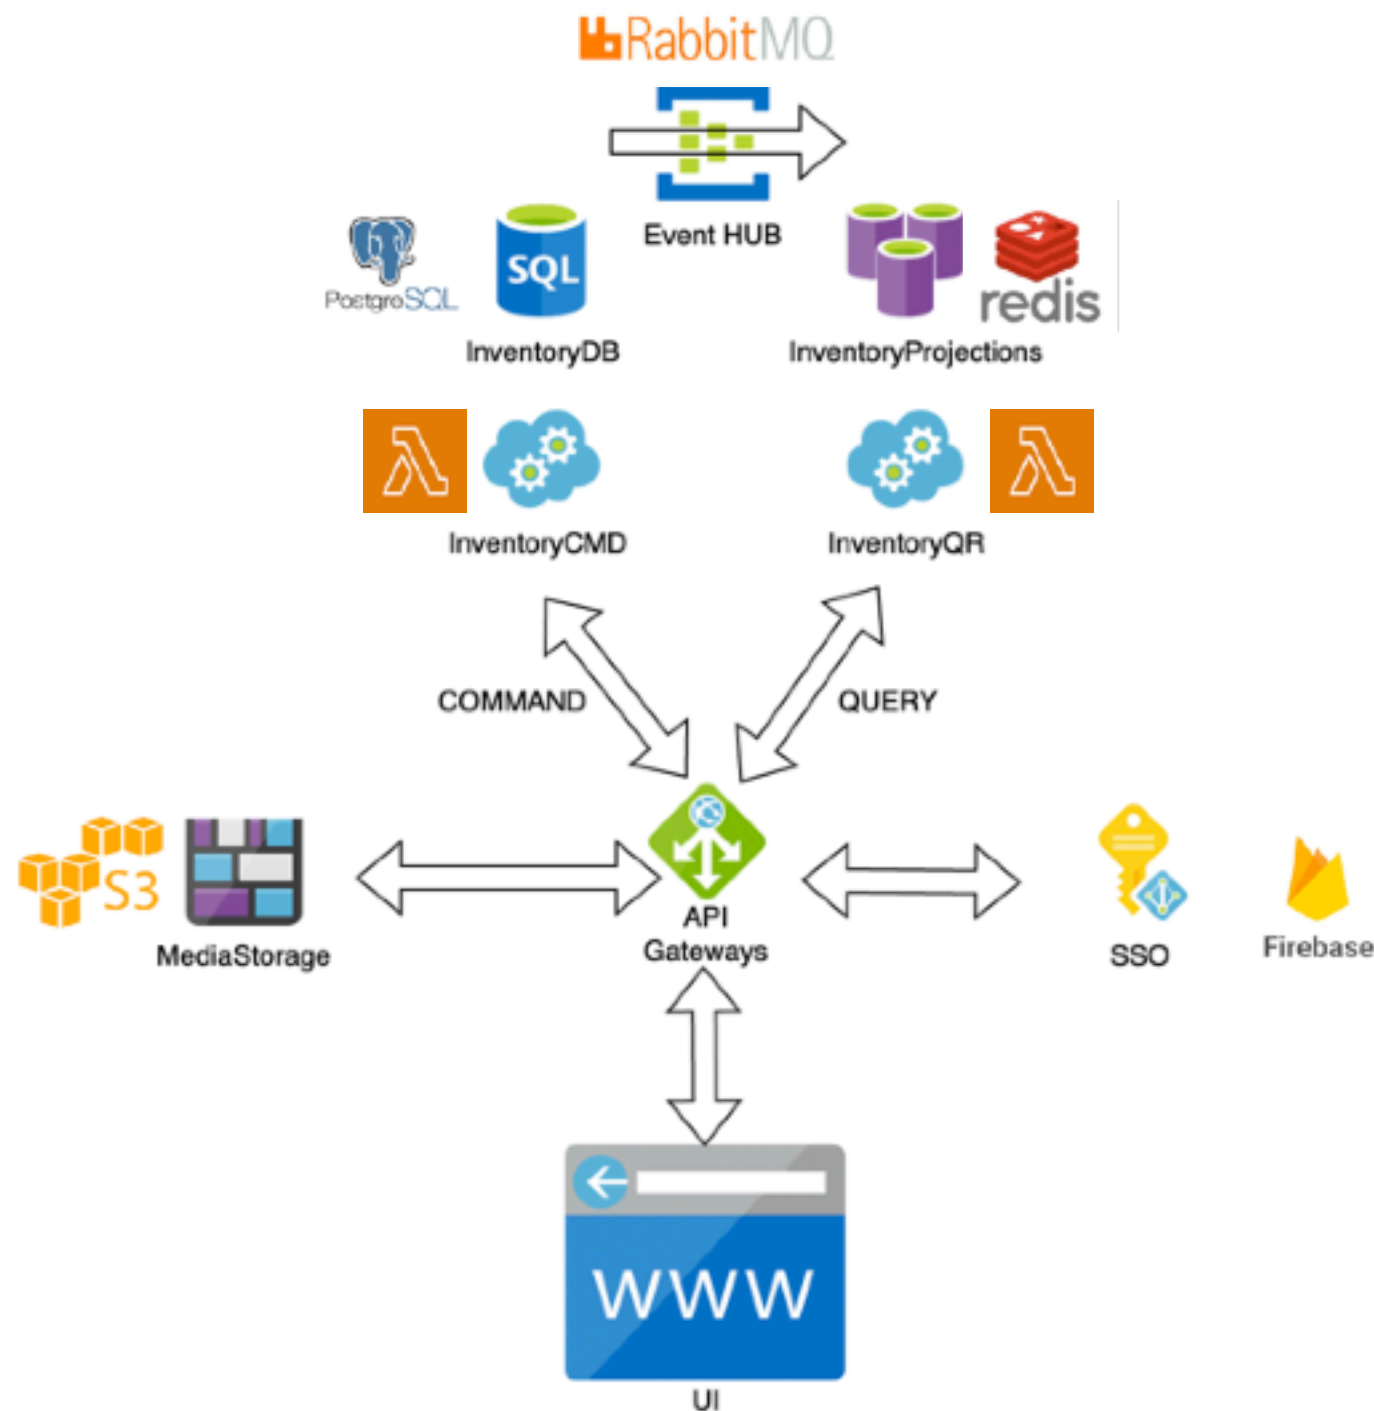 RabbitMQ
Event HUB
PostgreSQL
SQL
redis
InventoryDB
InventoryProjections
InventoryCMD
InventoryQR
COMMAND
QUERY
S3
MediaStorage
API
Gateways
SSO
Firebase
WWW
UI